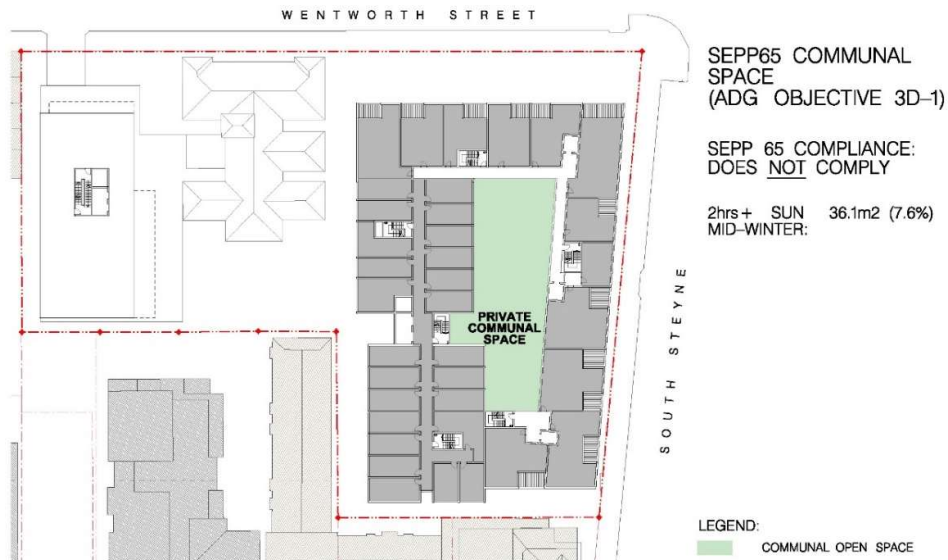 WENTWORTH STREET
SEPP65 COMMUNAL
SPACE
(ADG OBJECTIVE 3D-1)
SEPP 65 COMPLIANCE:
DOES NOT COMPLY
2hrs+ SUN 36.1m2 (7.6%)
MID-WINTER:
PRIVATE
COMMUNAL
SPACE
SOUTH STEYNE
LEGEND:
COMMUNAL OPEN SPACE